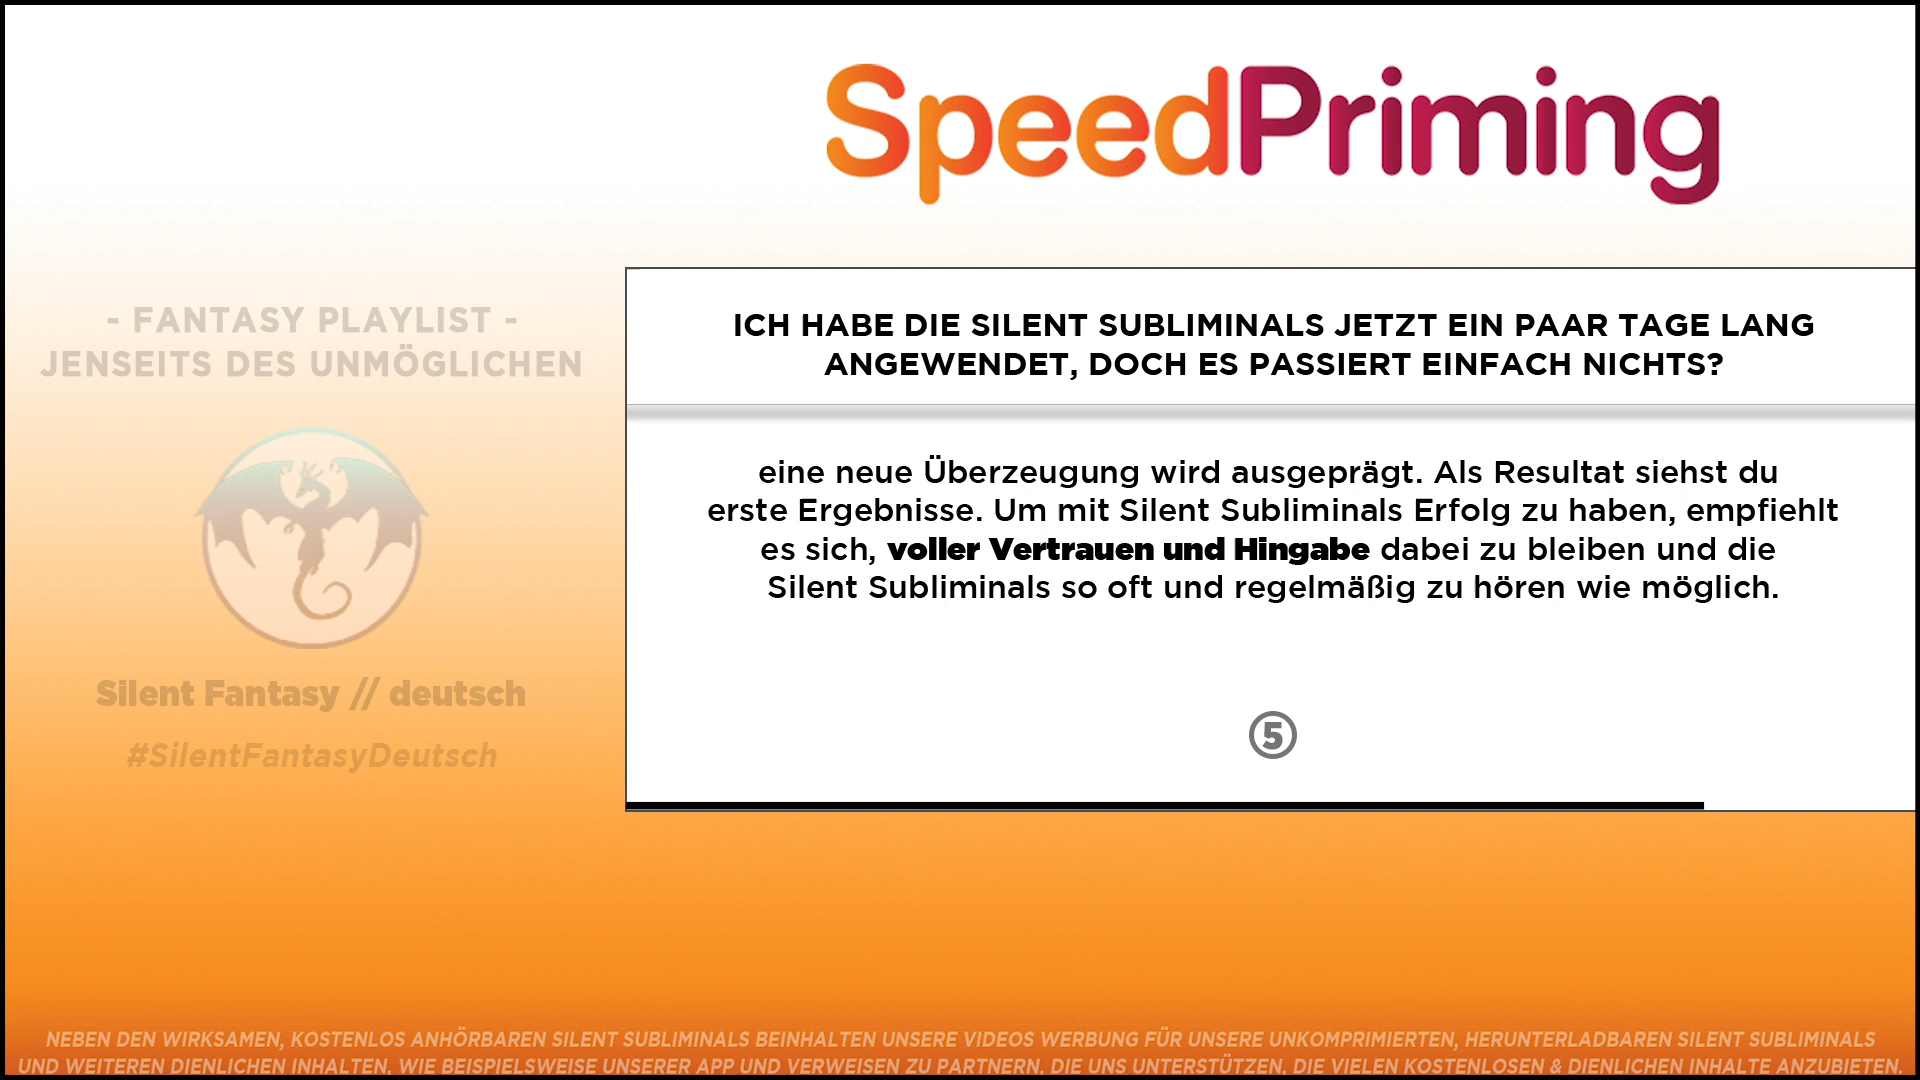 SpeedPriming
- FANTASY PLAYLIST -
JENSEITS DES UNMÖGLICHEN
Silent Fantasy // deutsch
#SilentFantasyDeutsch
ICH HABE DIE SILENT SUBLIMINALS JETZT EIN PAAR TAGE LANG
ANGEWENDET, DOCH ES PASSIERT EINFACH NICHTS?
eine neue Überzeugung wird ausgeprägt. Als Resultat siehst du
erste Ergebnisse. Um mit Silent Subliminals Erfolg zu haben, empfiehlt
es sich, voller Vertrauen und Hingabe dabei zu bleiben und die
Silent Subliminals so oft und regelmäßig zu hören wie möglich.
5
NEBEN DEN WIRKSAMEN, KOSTENLOS ANHÖRBAREN SILENT SUBLIMINALS BEINHALTEN UNSERE VIDEOS WERBUNG FÜR UNSERE UNKOMPRIMIERTEN, HERUNTERLADBAREN SILENT SUBLIMINALS
UND WEITEREN DIENLICHEN INHALTEN, WIE BEISPIELSWEISE UNSERER APP UND VERWEISEN ZU PARTNERN, DIE UNS UNTERSTÜTZEN, DIE VIELEN KOSTENLOSEN & DIENLICHEN INHALTE ANZUBIETEN.